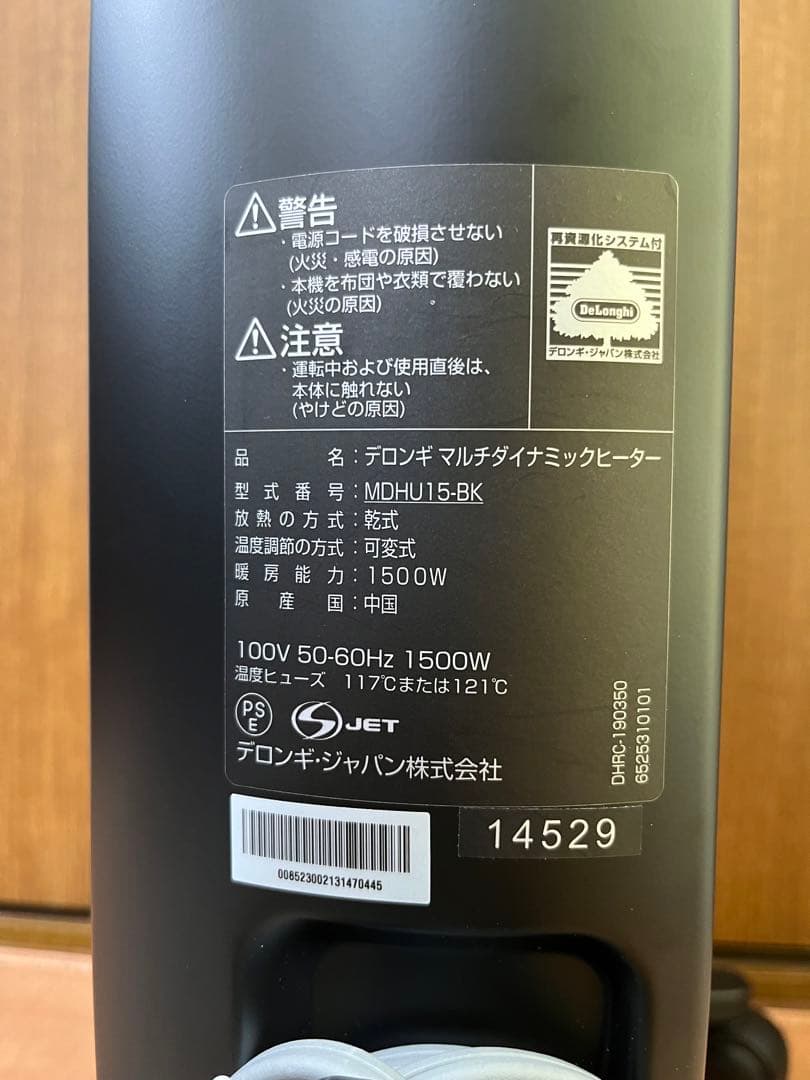 警告
・電源コードを破損させない
(火災・感電の原因)
・本機を布団や衣類で覆わない
(火災の原因)
注意
・運転中および使用直後は、
本体に触れない
(やけどの原因)
再資源化システム付
DeLonghi
デロンギ・ジャパン株式会社
品名：デロンギ マルチダイナミックヒーター
型式番号：MDHU15-BK
放熱の方式：乾式
温度調節の方式：可変式
暖房能力：1500W
原産国：中国
100V 50-60Hz 1500W
温度ヒューズ 117℃または121℃
PS
E
S JET
デロンギ・ジャパン株式会社
DHRC-190350
6525310101
14529
008523002131470445